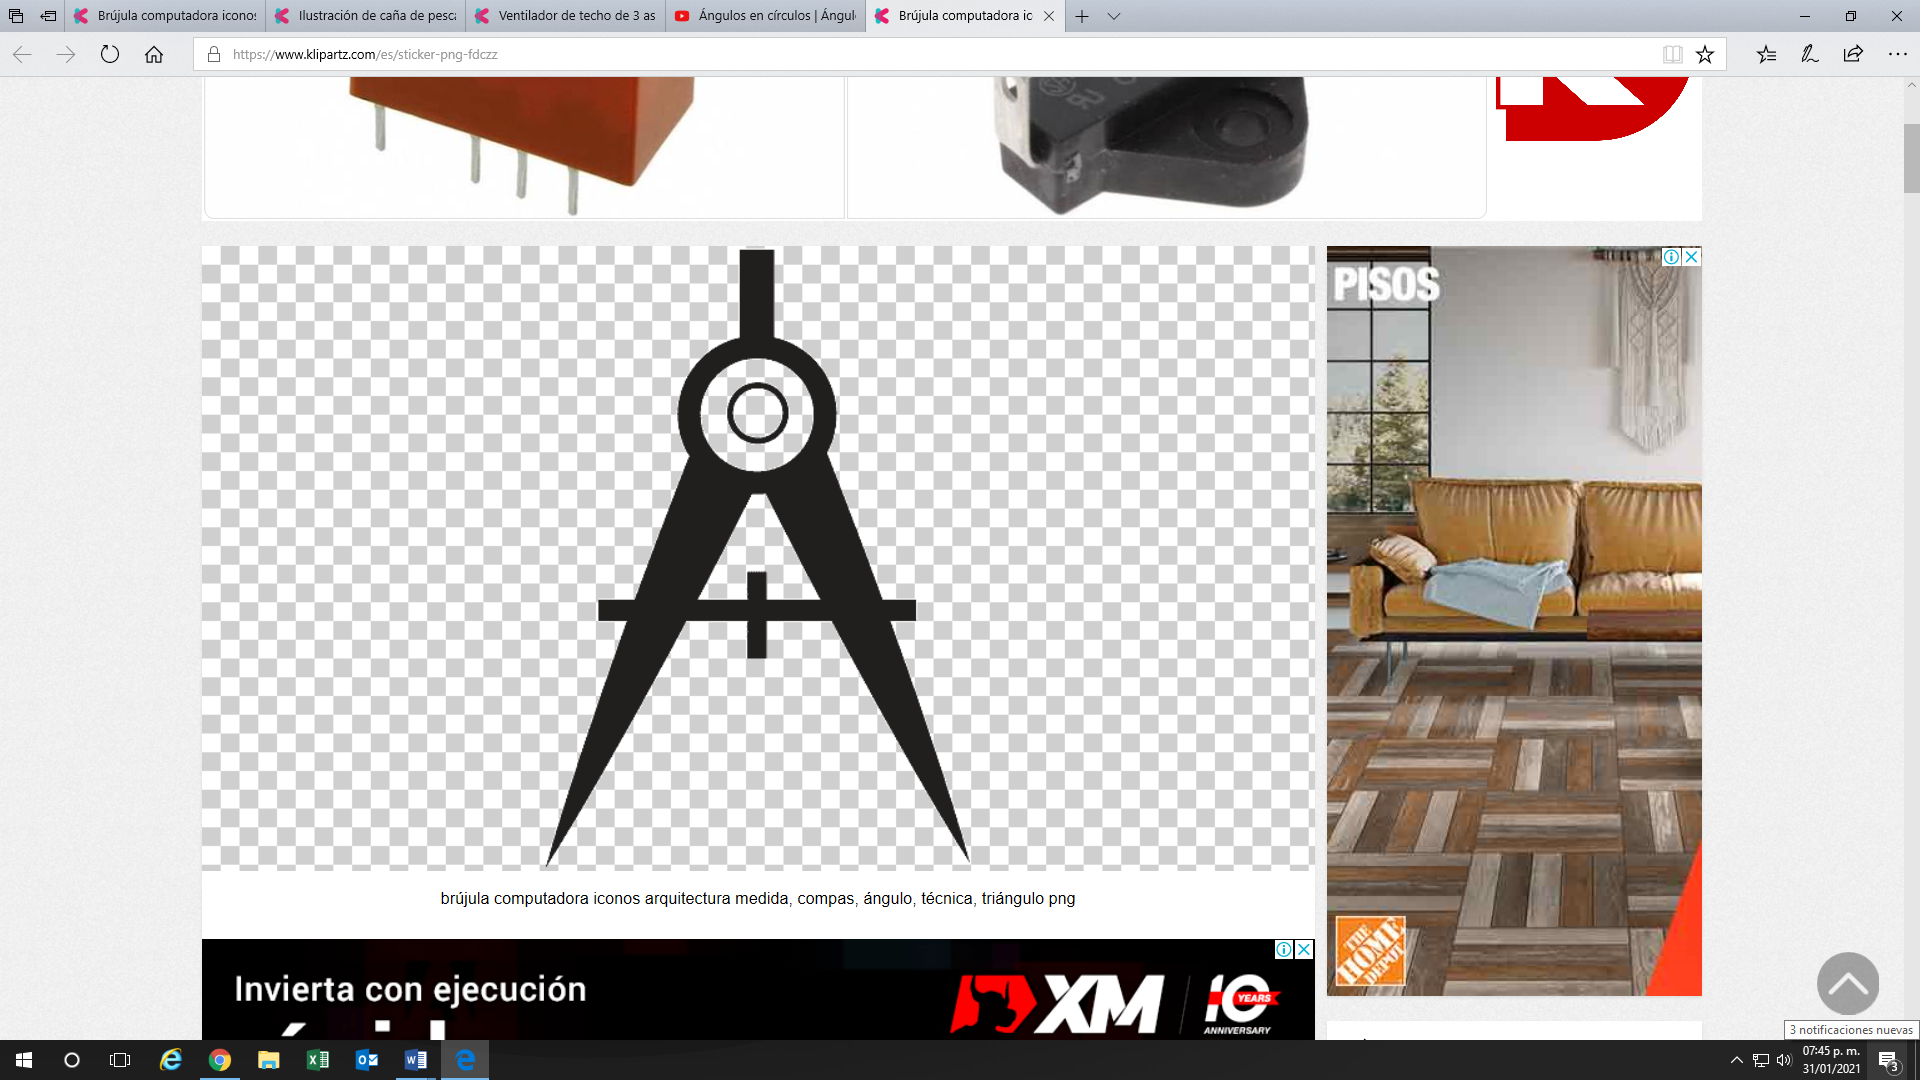 Brújula computadora iconos
Ilustración de caña de pesca
Ventilador de techo de 3 as
Ángulos en círculos | Ángul
Brújula computadora ic
https://www.klipartz.com/es/sticker-png-fdczz
PISOS
brújula computadora iconos arquitectura medida, compas, ángulo, técnica, triángulo png
THE
HOME
DEPOT
Invierta con ejecución
XM
10
YEARS
ANNIVERSARY
3 notificaciones nuevas
07:45 p. m.
31/01/2021
3